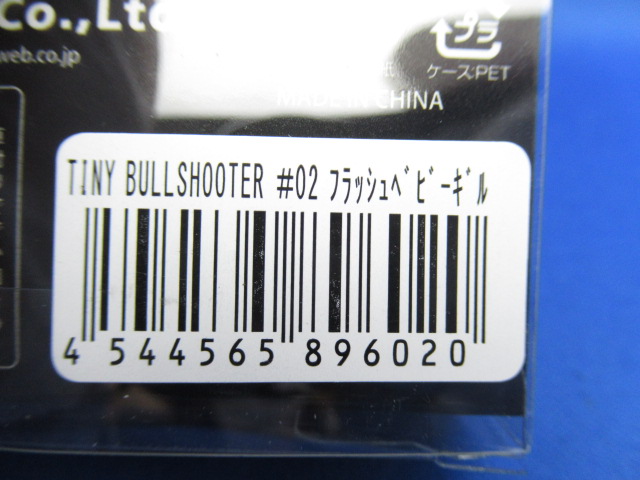 Co.,Ltd
web.co.jp
プラ
ケース:PET
MADE IN CHINA
TINY BULLSHOOTER #02 ﾌﾗｯｼｭﾍﾞﾋﾞｰｷﾞﾙ
4 544565 896020